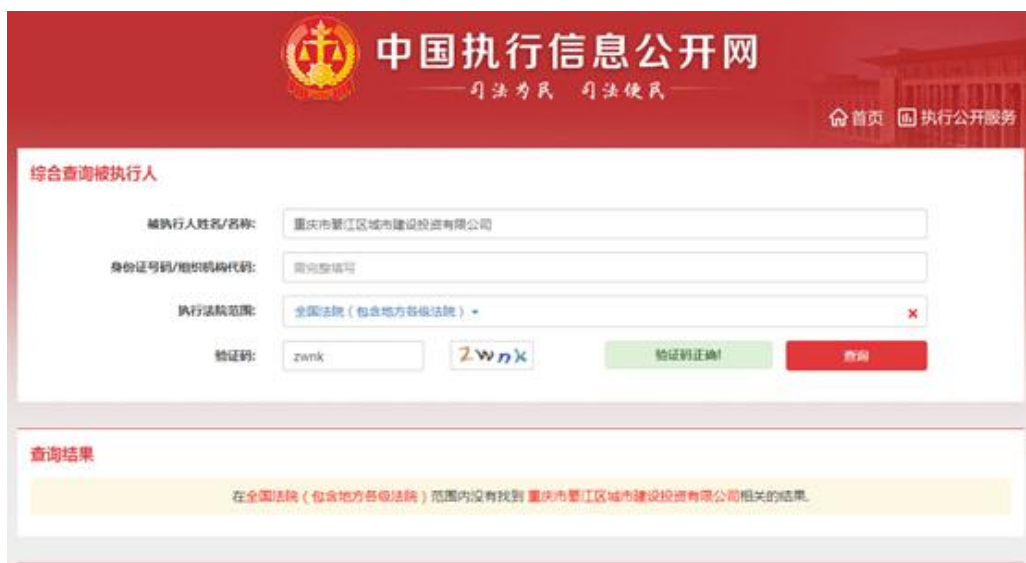 中国执行信息公开网
司法为民 司法便民
首页 执行公开服务
综合查询被执行人
被执行人姓名/名称: 重庆市綦江区城市建设投资有限公司
身份证号码/组织机构代码: 需完整填写
执行法院范围: 全国法院（包含地方各级法院）
验证码: zwnk zwnk 验证码正确! 查询
查询结果
在全国法院（包含地方各级法院）范围内没有找到 重庆市綦江区城市建设投资有限公司相关的结果.